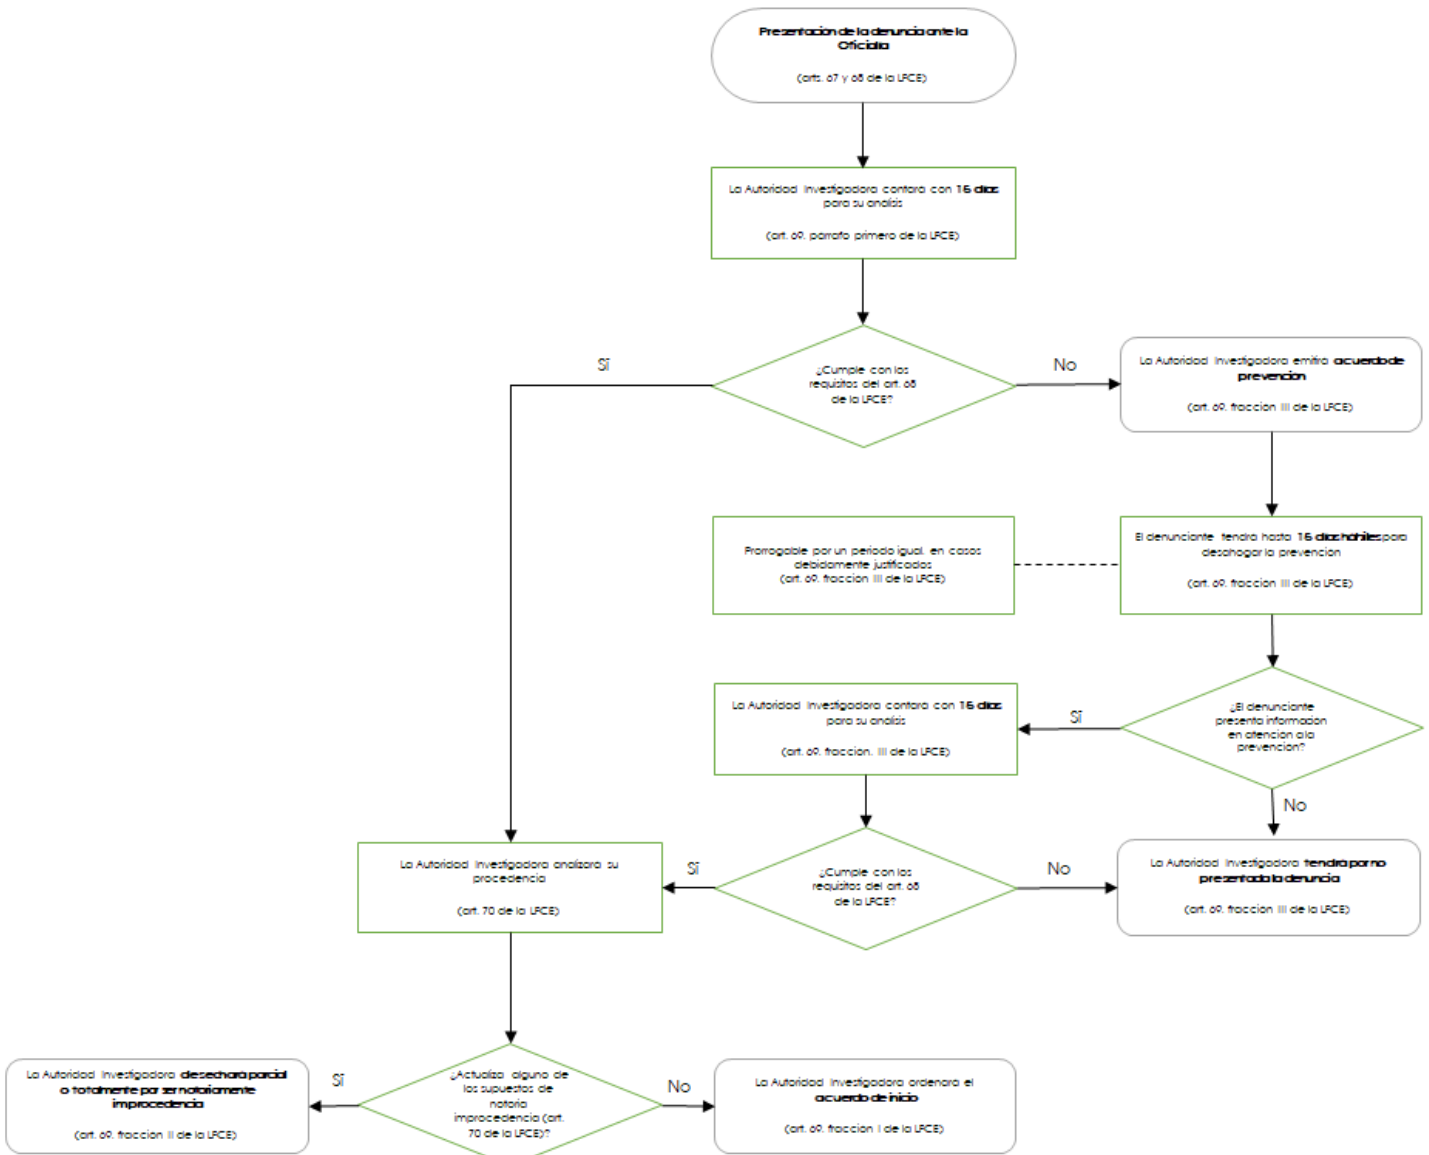 Presentación de la denuncia ante la
Oficialía
(arts. 67 y 68 de la LFCE)
La Autoridad Investigadora contará con 15 días
para su análisis
(art. 69, párrafo primero de la LFCE)
Sí
¿Cumple con los
requisitos del art. 68
de la LFCE?
No
La Autoridad Investigadora emitirá acuerdo de
prevención
(art. 69, fracción III de la LFCE)
Prorrogable por un periodo igual, en casos
debidamente justificados
(art. 69, fracción III de la LFCE)
El denunciante tendrá hasta 15 días hábiles para
desahogar la prevención
(art. 69, fracción III de la LFCE)
La Autoridad Investigadora contará con 15 días
para su análisis
(art. 69, fracción. III de la LFCE)
Sí
¿El denunciante
presenta información
en atención a la
prevención?
No
La Autoridad Investigadora analizará su
procedencia
(art. 70 de la LFCE)
Sí
¿Cumple con los
requisitos del art. 68
de la LFCE?
No
La Autoridad Investigadora tendrá por no
presentada la denuncia
(art. 69, fracción III de la LFCE)
La Autoridad Investigadora desechará parcial
o totalmente por ser notoriamente
improcedencia
(art. 69, fracción II de la LFCE)
Sí
¿Actualiza alguno de
los supuestos de
notoria
improcedencia (art.
70 de la LFCE)?
No
La Autoridad Investigadora ordenará el
acuerdo de inicio
(art. 69, fracción I de la LFCE)